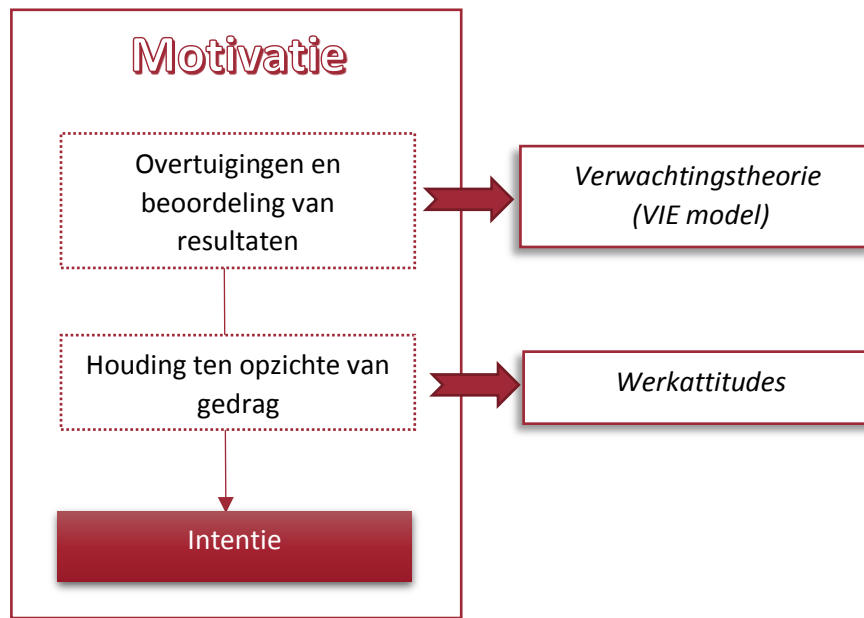 Motivatie
Overtuigingen en
beoordeling van
resultaten
Verwachtingstheorie
(VIE model)
Houding ten opzichte van
gedrag
Werkattitudes
Intentie